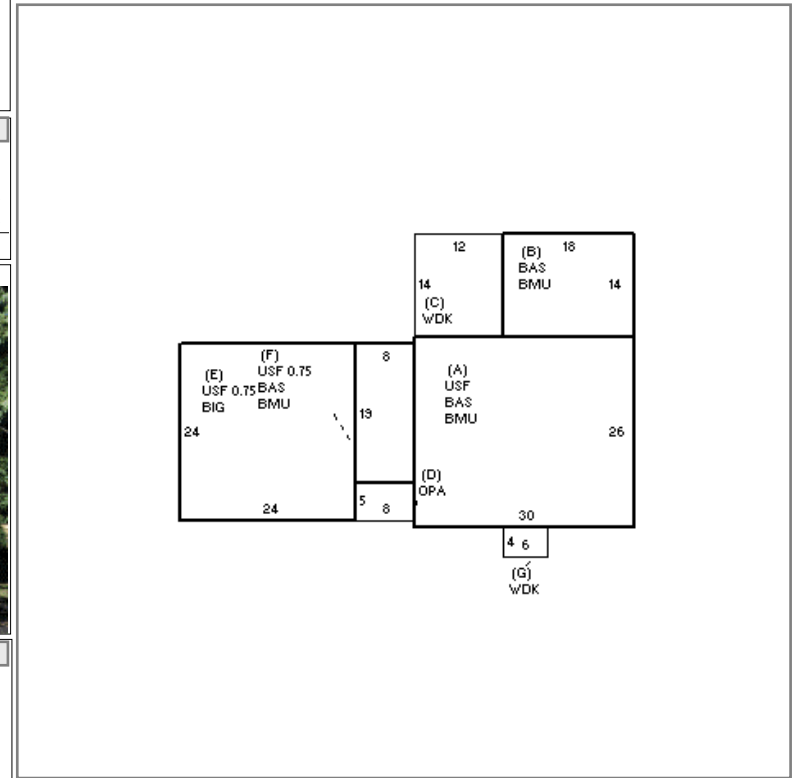 12
(B) 18
BAS
BMU 14
14
(C)
WDK
(F)
USF 0.75
BAS
BMU
(E)
USF 0.75
BIG
24
24
8
19
(A)
USF
BAS
BMU
26
(D)
OPA
5 8
30
4 6
(G)
WDK